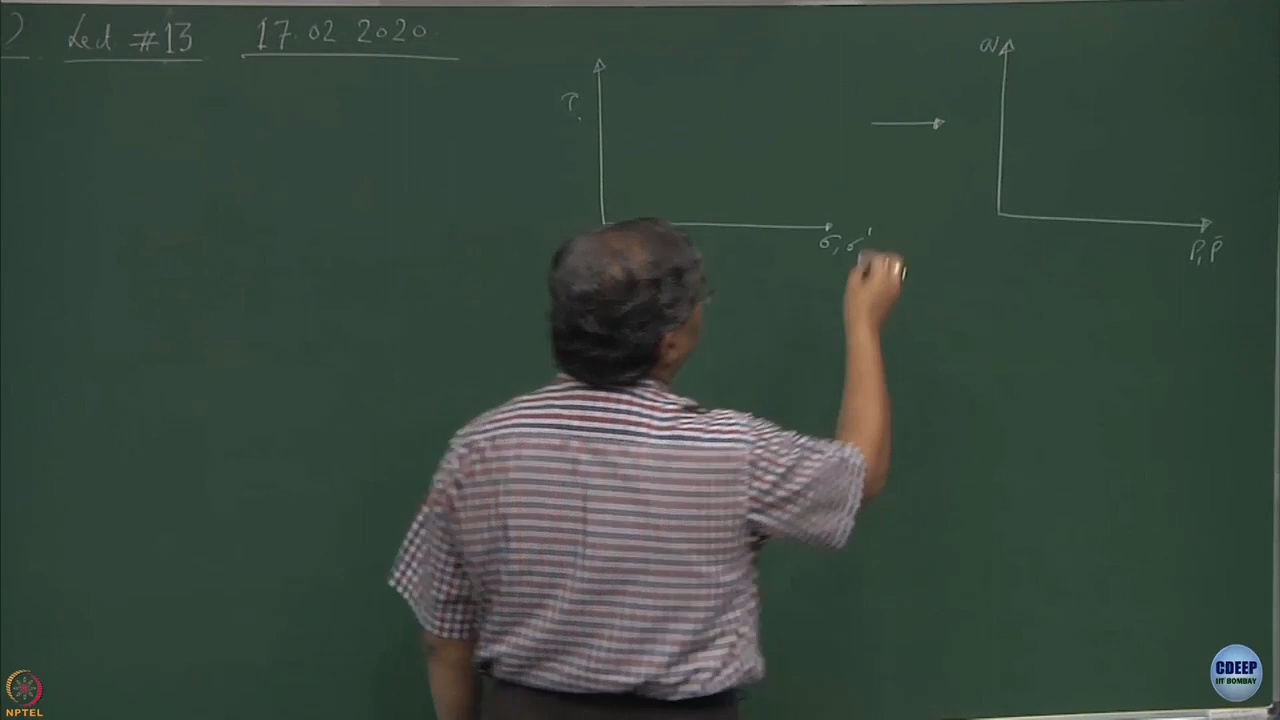 Lect #13 17.02 2020
τ
σ, σ'
q
P, P̄
NPTEL
CDEEP
IIT BOMBAY